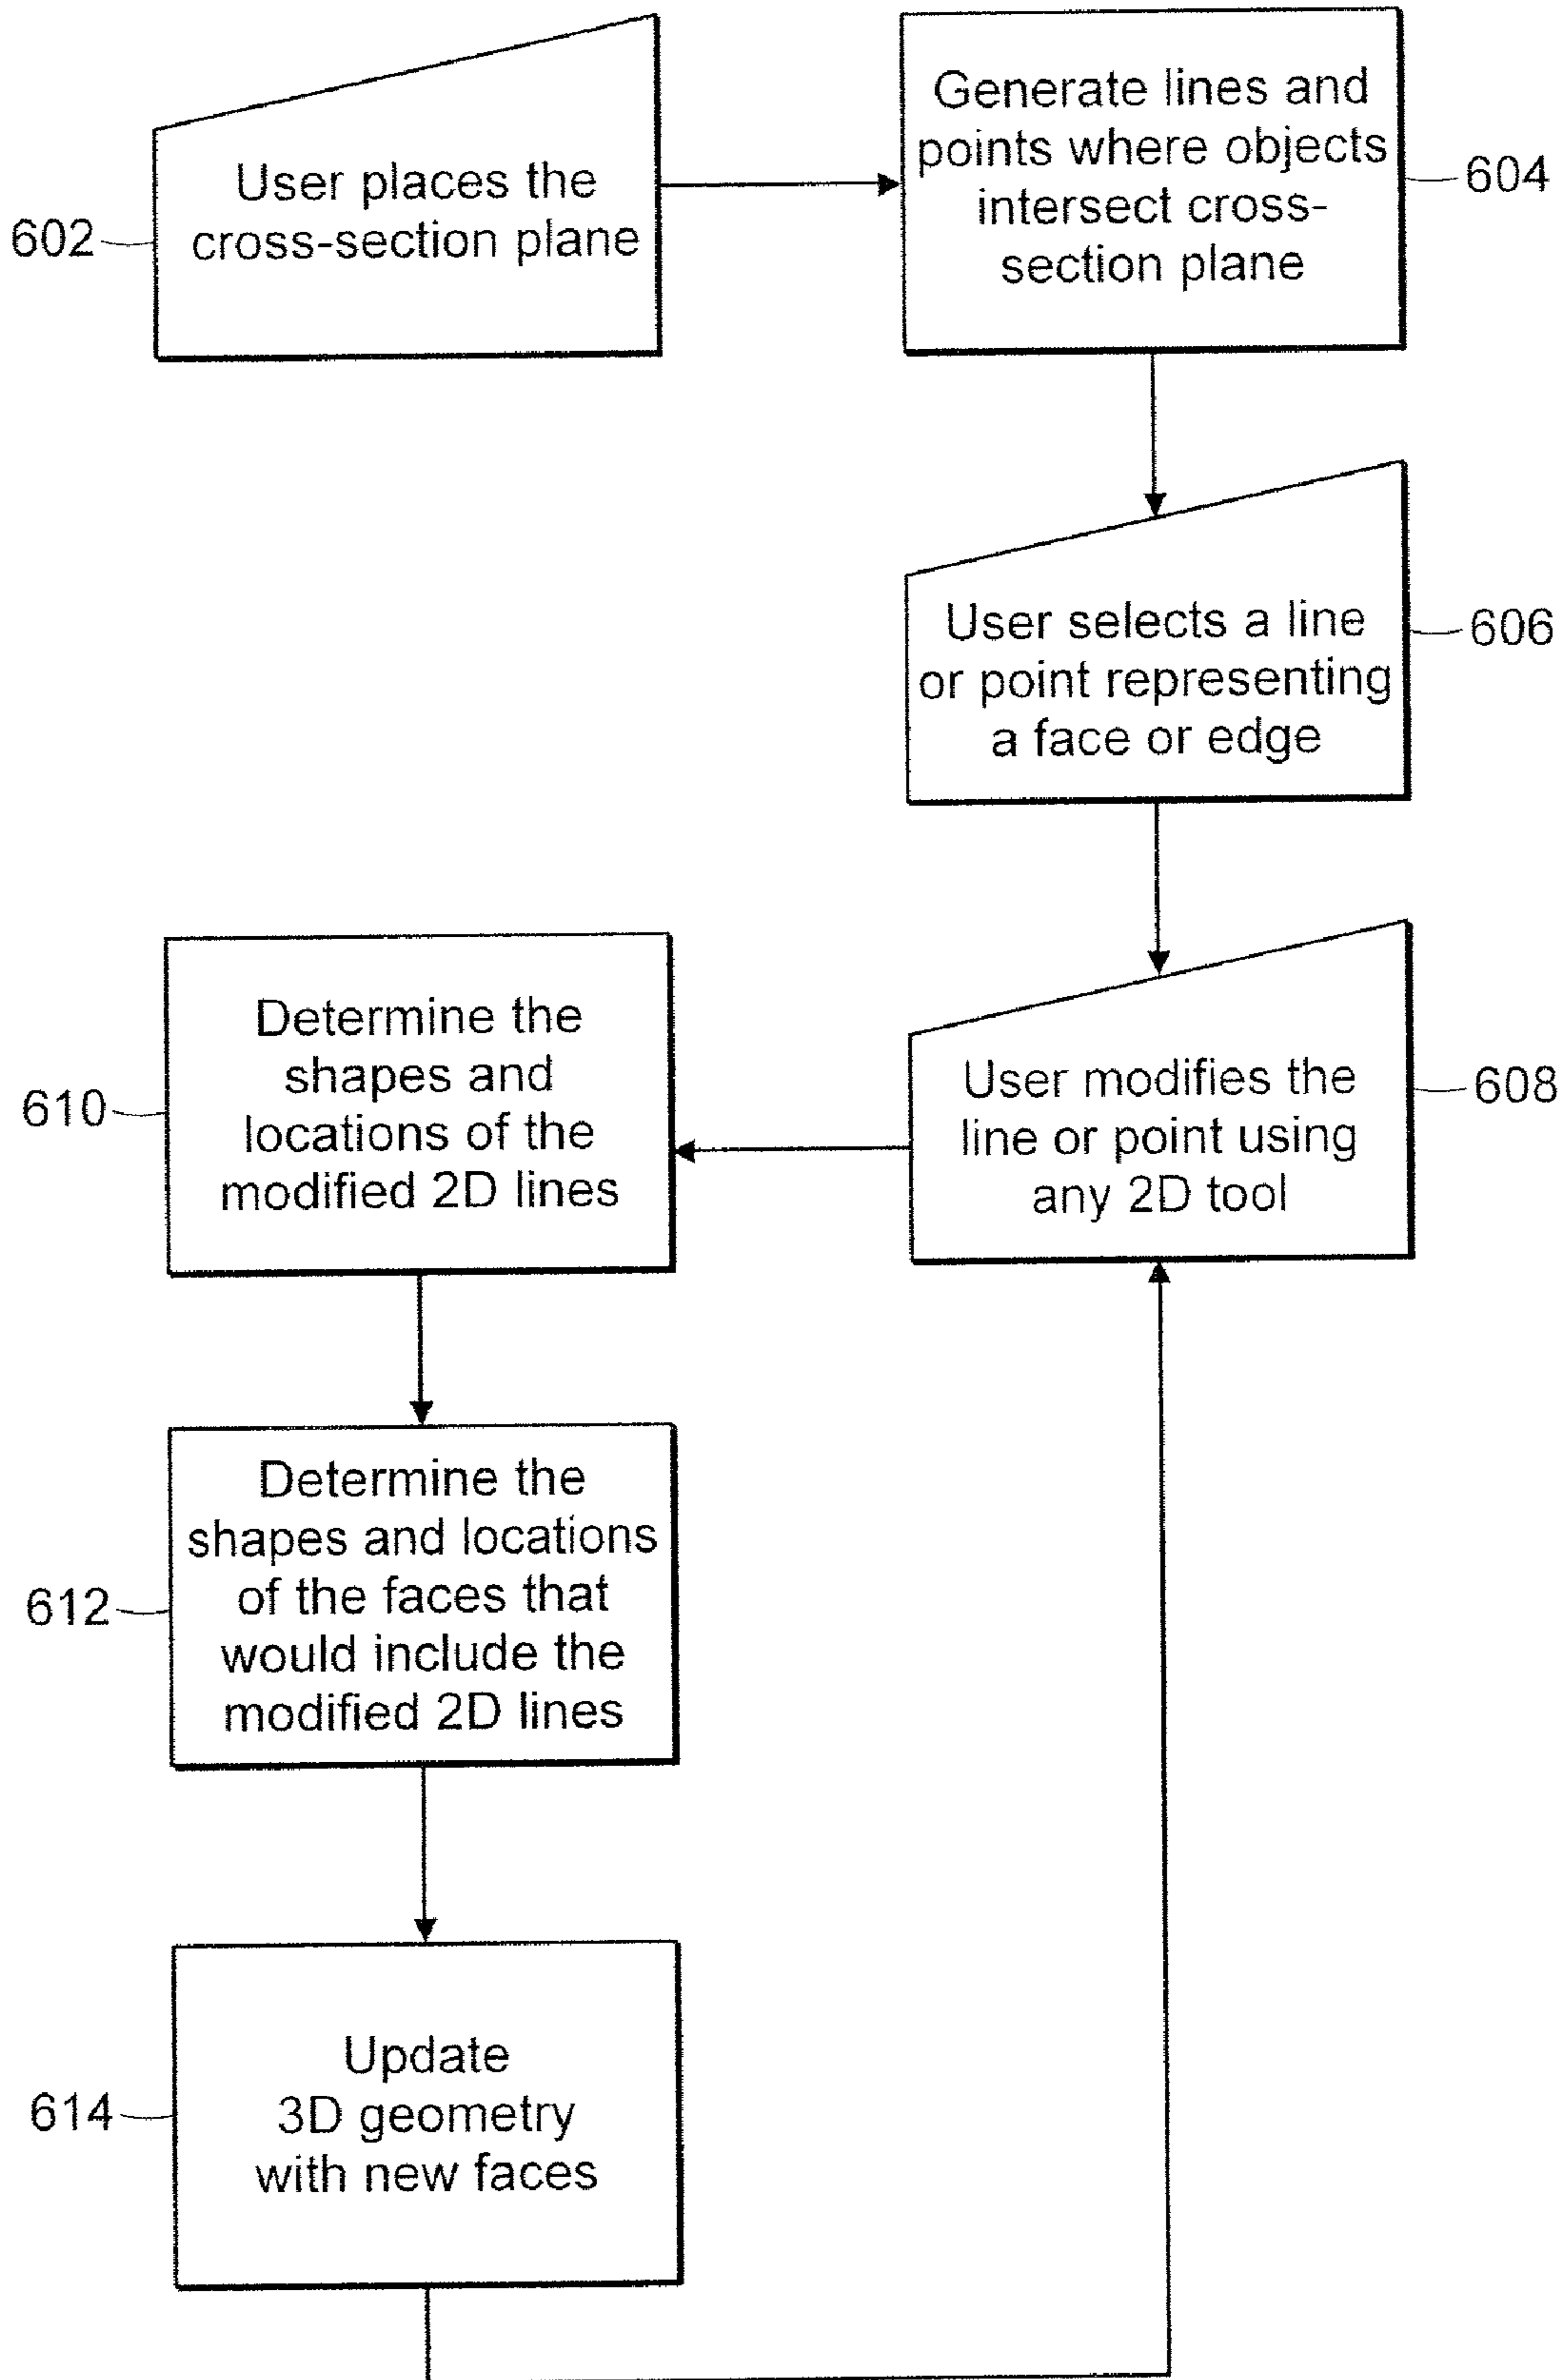 User places the
cross-section plane
602
Generate lines and
points where objects
intersect cross-
section plane
604
User selects a line
or point representing
a face or edge
606
User modifies the
line or point using
any 2D tool
608
Determine the
shapes and
locations of the
modified 2D lines
610
Determine the
shapes and locations
of the faces that
would include the
modified 2D lines
612
Update
3D geometry
with new faces
614